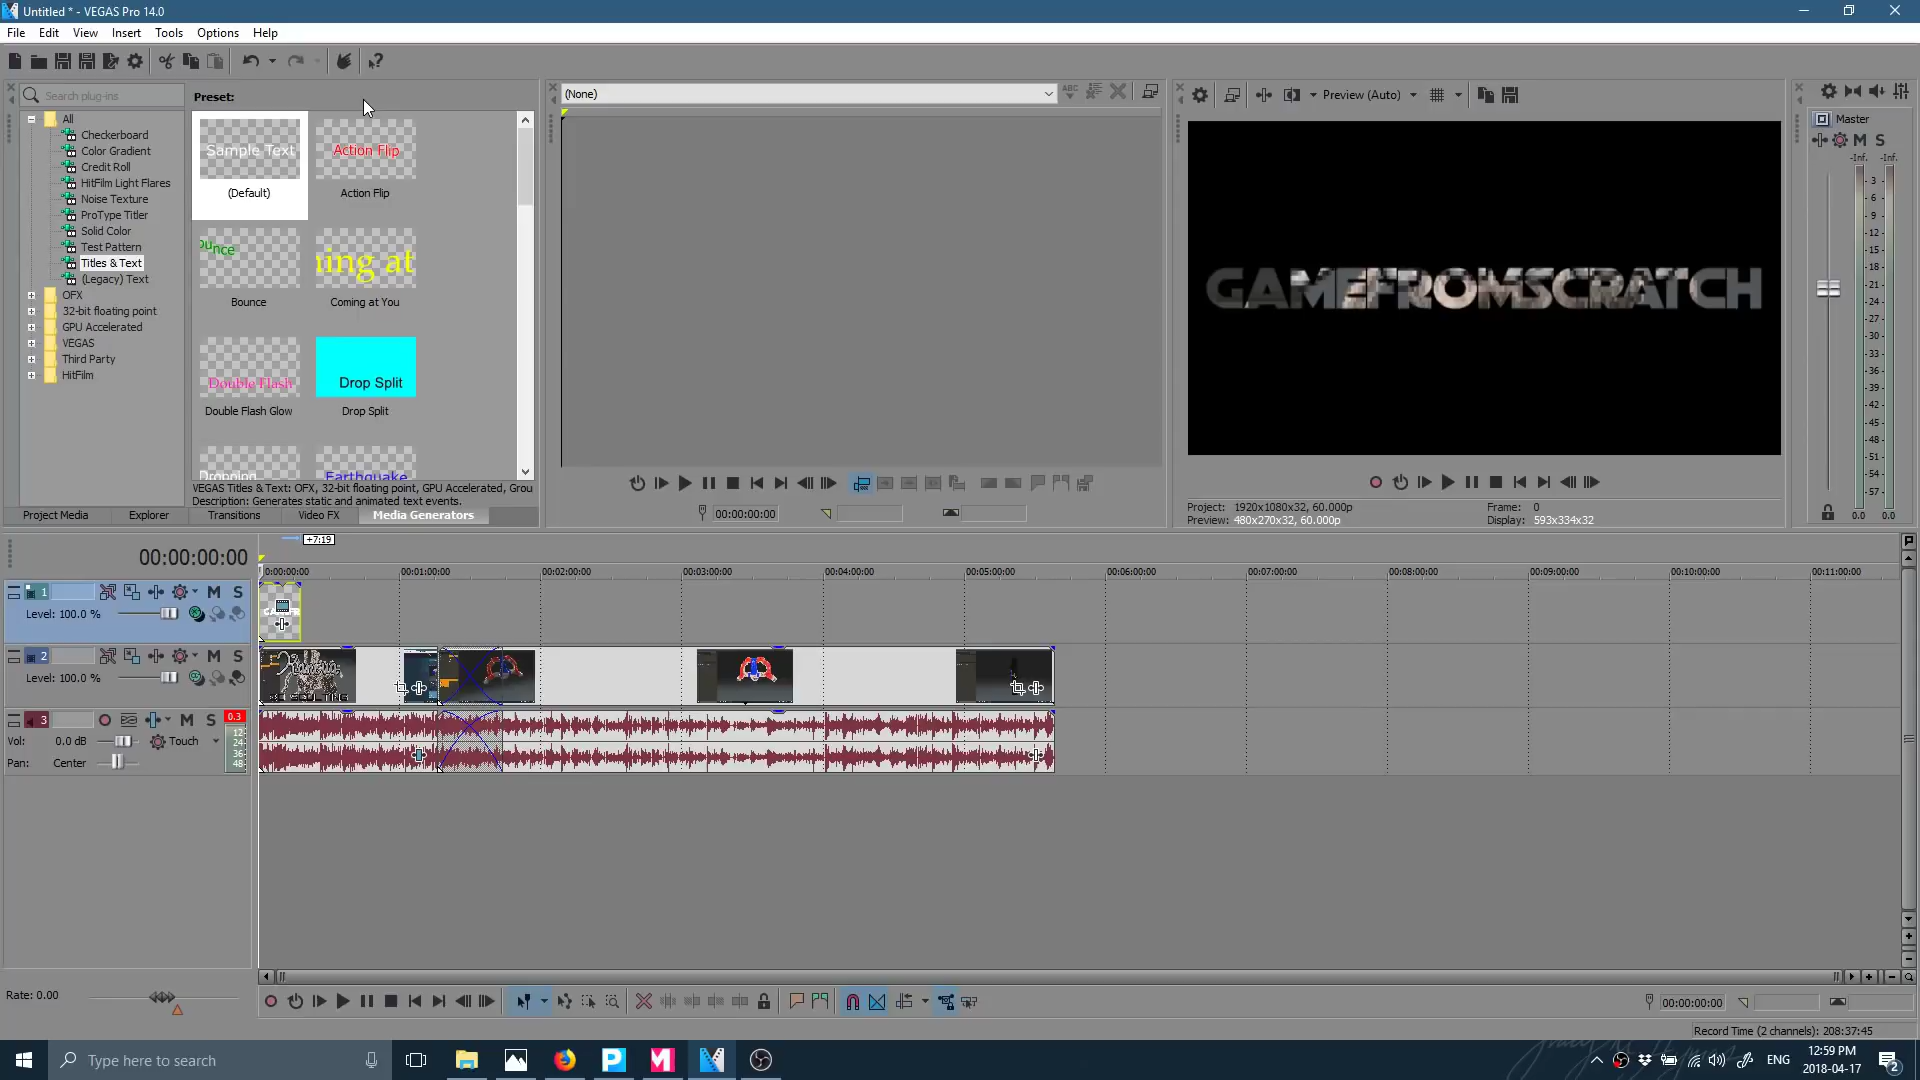 Untitled * - VEGAS Pro 14.0
File Edit View Insert Tools Options Help
Search plug-ins
All
Checkerboard
Color Gradient
Credit Roll
HitFilm Light Flares
Noise Texture
ProType Titler
Solid Color
Test Pattern
Titles & Text
(Legacy) Text
OFX
32-bit floating point
GPU Accelerated
VEGAS
Third Party
HitFilm
Preset:
Sample Text
(Default)
Action Flip
Action Flip
ounce
Bounce
ning at
Coming at You
Double Flash
Double Flash Glow
Drop Split
Drop Split
Dropping
Earthquake
VEGAS Titles & Text: OFX, 32-bit floating point, GPU Accelerated, Grou
Description: Generates static and animated text events.
Project Media Explorer Transitions Video FX Media Generators
(None)
00:00:00:00
Preview (Auto)
GAMEFROMSCRATCH
Project: 1920x1080x32, 60.000p
Preview: 480x270x32, 60.000p
Frame: 0
Display: 593x334x32
Master
M S
-Inf. -Inf.
3
6
9
12
15
18
21
24
27
30
33
36
39
42
45
48
51
54
57
0.0 0.0
00:00:00:00
+7:19
0:00:00:00 00:01:00:00 00:02:00:00 00:03:00:00 00:04:00:00 00:05:00:00 00:06:00:00 00:07:00:00 00:08:00:00 00:09:00:00 00:10:00:00 00:11:00:00
1 M S
Level: 100.0 %
2 M S
Level: 100.0 %
3 M S 0.3
Vol: 0.0 dB Touch
Pan: Center
12
24
36
48
Rate: 0.00
00:00:00:00
Record Time (2 channels): 208:37:45
Type here to search
ENG
12:59 PM
2018-04-17
2